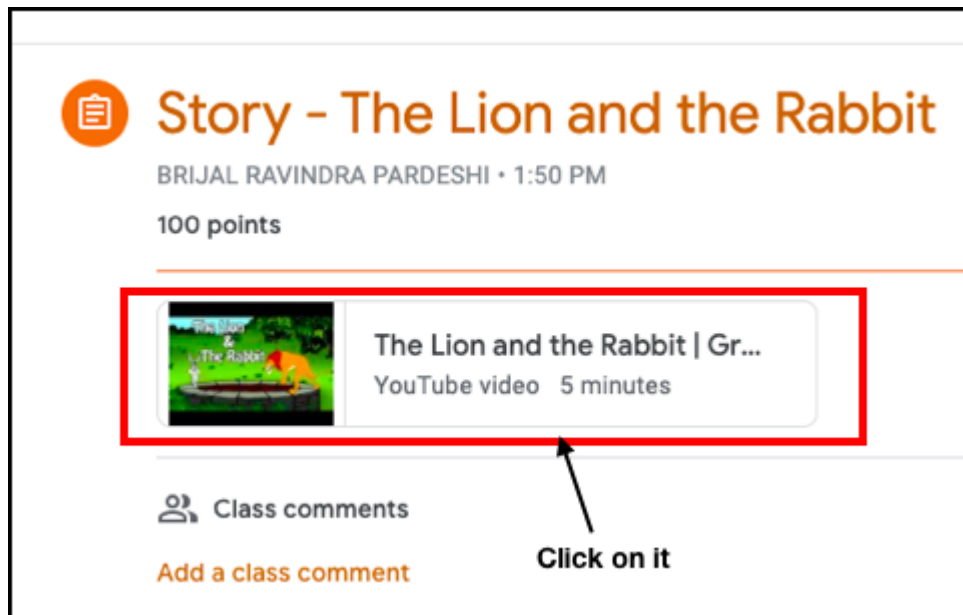 Story - The Lion and the Rabbit
BRIJAL RAVINDRA PARDESHI • 1:50 PM
100 points
The Lion
&
The Rabbit
The Lion and the Rabbit | Gr...
YouTube video 5 minutes
Class comments
Click on it
Add a class comment